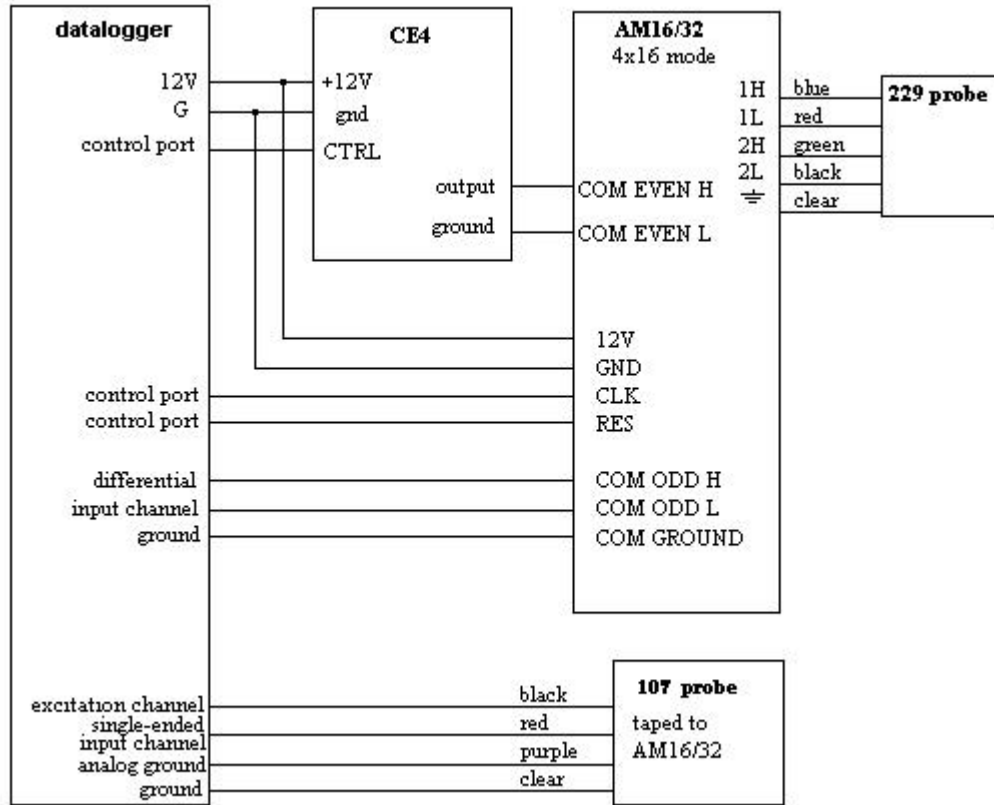 datalogger
12V
G
control port
control port
control port
differential
input channel
ground
excitation channel
single-ended
input channel
analog ground
ground
CE4
+12V
gnd
CTRL
output
ground
AM16/32
4x16 mode
COM EVEN H
COM EVEN L
12V
GND
CLK
RES
COM ODD H
COM ODD L
COM GROUND
1H
1L
2H
2L
blue
red
green
black
clear
229 probe
black
red
purple
clear
107 probe
taped to
AM16/32